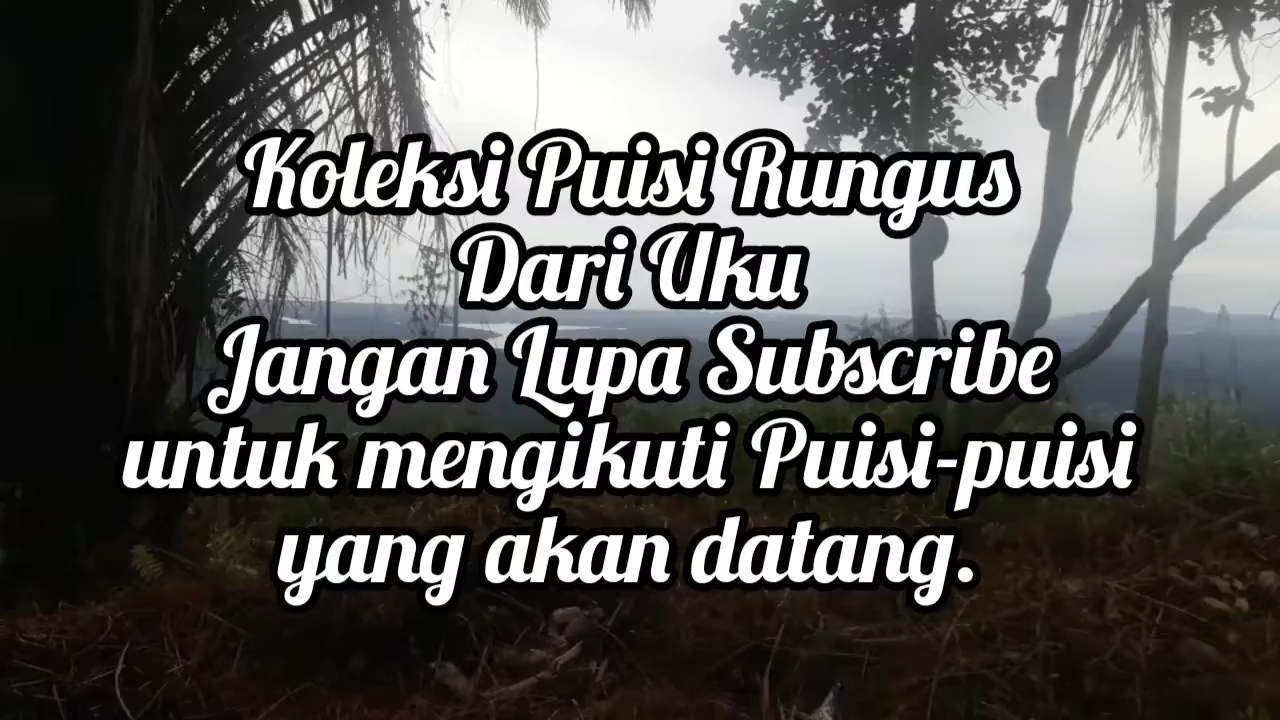 Koleksi Puisi Rungus
Dari Uku
Jangan Lupa Subscribe
untuk mengikuti Puisi-puisi
yang akan datang.